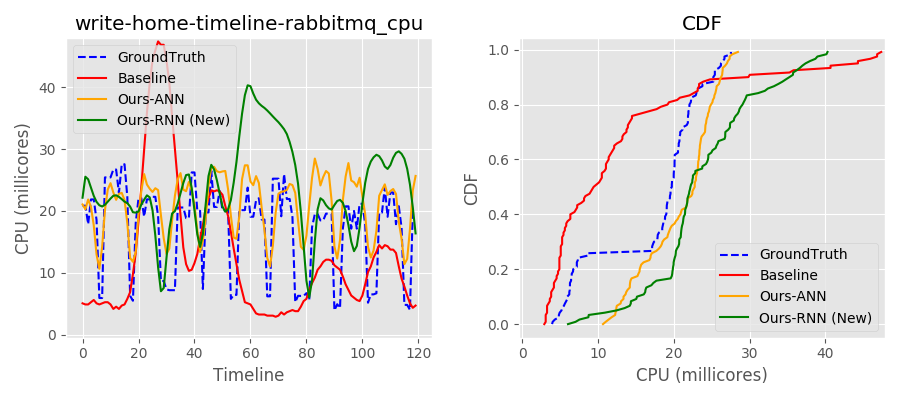 write-home-timeline-rabbitmq_cpu
CPU (millicores)
40
30
20
10
0
GroundTruth
Baseline
Ours-ANN
Ours-RNN (New)
0 20 40 60 80 100 120
Timeline
CDF
CDF
1.0
0.8
0.6
0.4
0.2
0.0
GroundTruth
Baseline
Ours-ANN
Ours-RNN (New)
0 10 20 30 40
CPU (millicores)